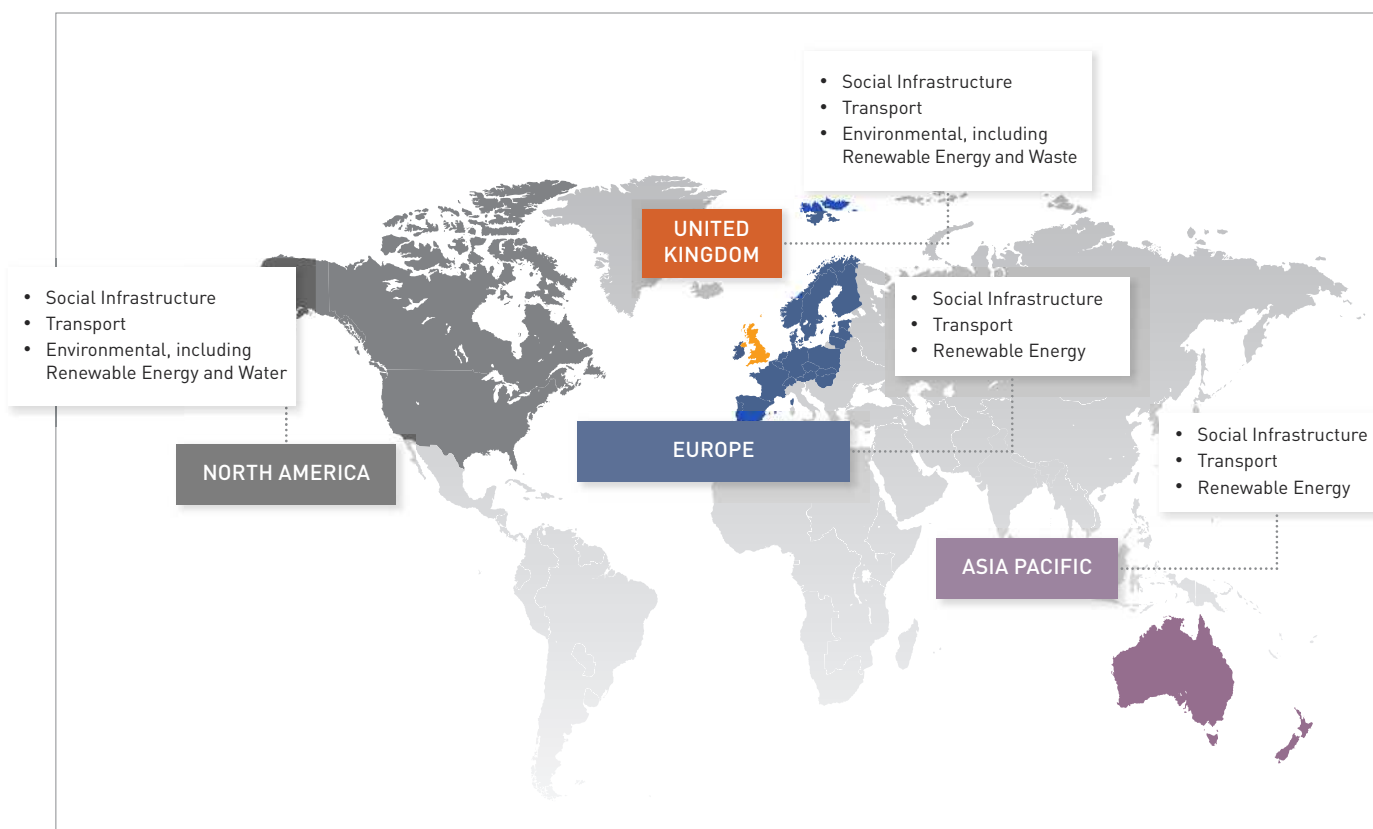 • Social Infrastructure
• Transport
• Environmental, including
Renewable Energy and Waste
UNITED
KINGDOM
• Social Infrastructure
• Transport
• Environmental, including
Renewable Energy and Water
NORTH AMERICA
• Social Infrastructure
• Transport
• Renewable Energy
EUROPE
• Social Infrastructure
• Transport
• Renewable Energy
ASIA PACIFIC